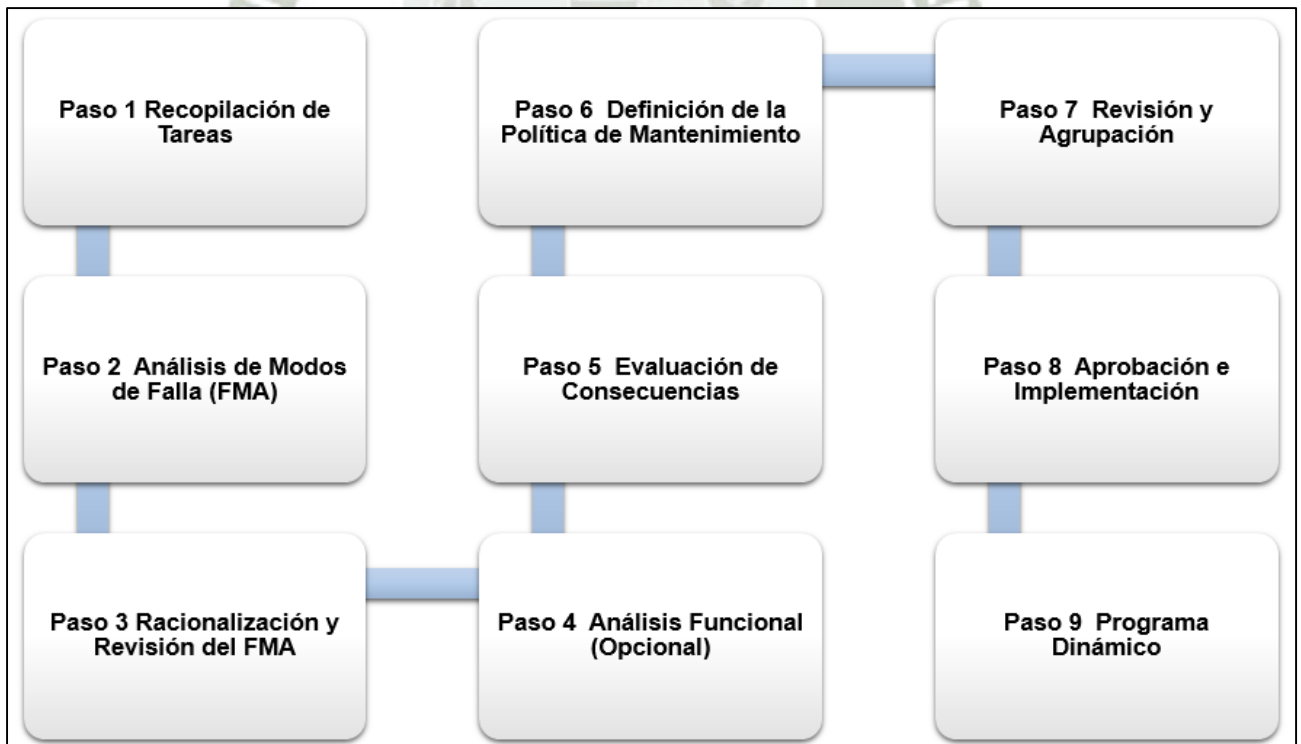 Paso 1 Recopilación de
Tareas
Paso 2 Análisis de Modos
de Falla (FMA)
Paso 3 Racionalización y
Revisión del FMA
Paso 4 Análisis Funcional
(Opcional)
Paso 5 Evaluación de
Consecuencias
Paso 6 Definición de la
Política de Mantenimiento
Paso 7 Revisión y
Agrupación
Paso 8 Aprobación e
Implementación
Paso 9 Programa
Dinámico